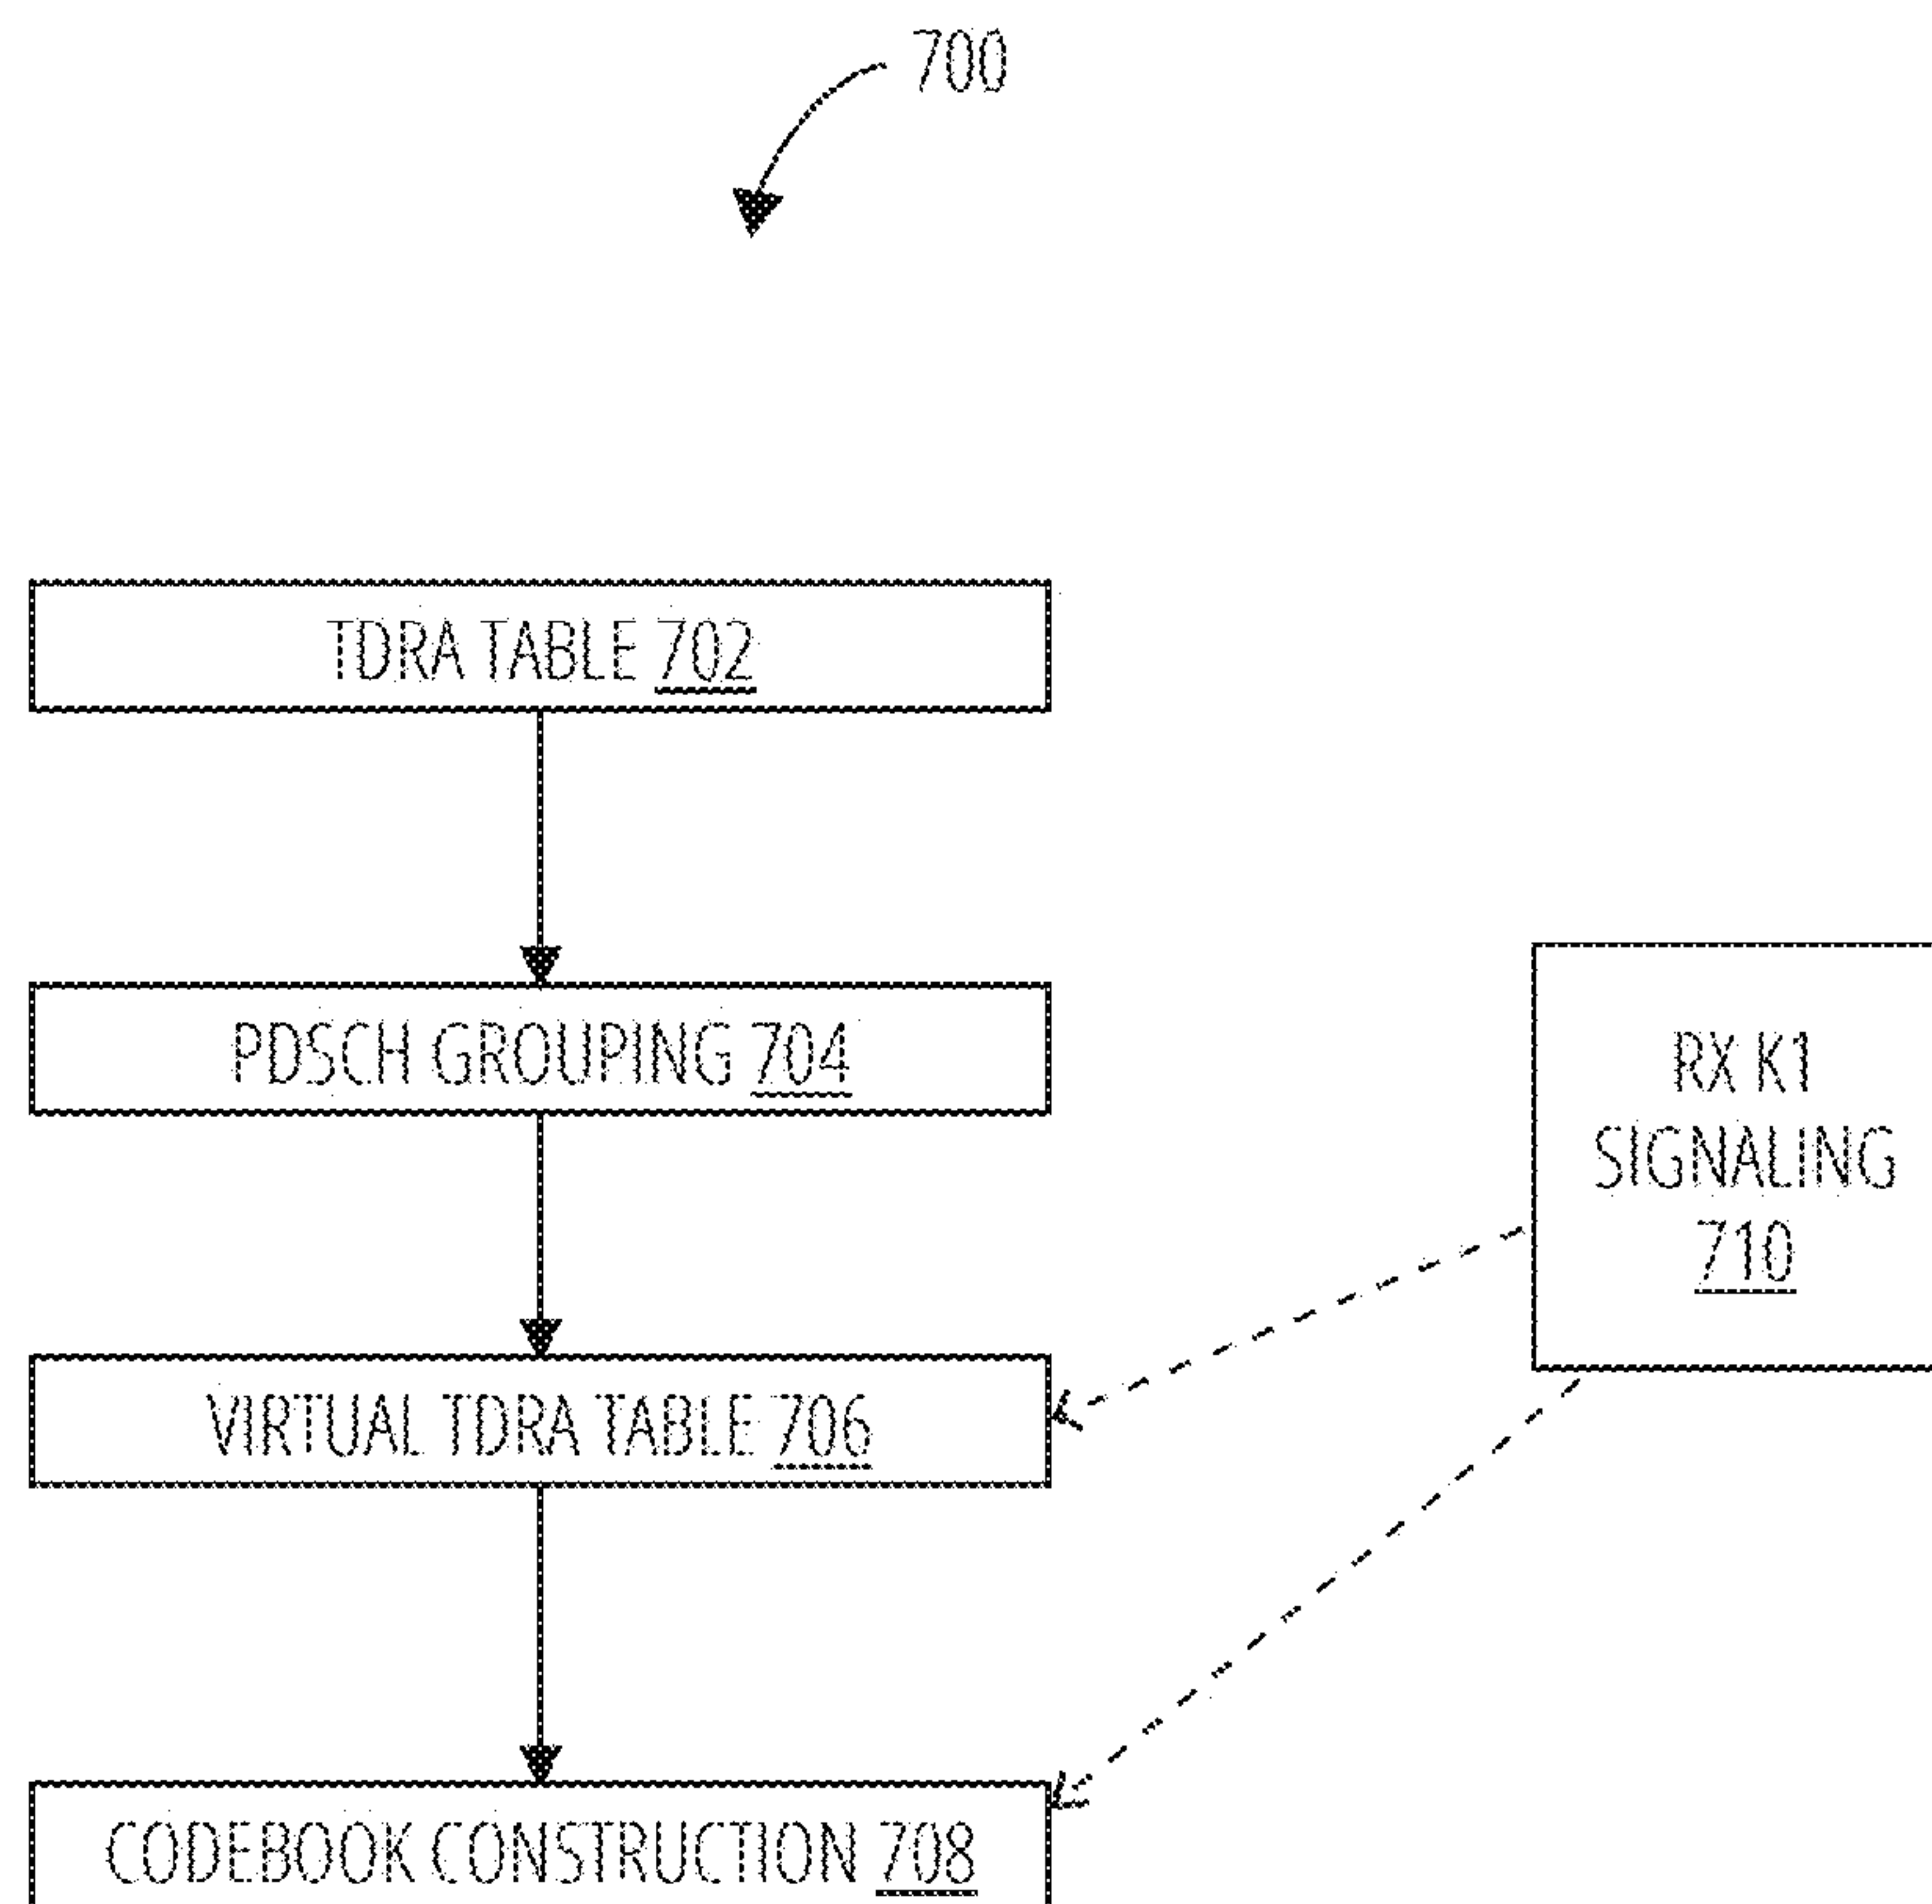 700
TDRA TABLE 702
PDSCH GROUPING 704
RX K1
SIGNALING
710
VIRTUAL TDRA TABLE 706
CODEBOOK CONSTRUCTION 708